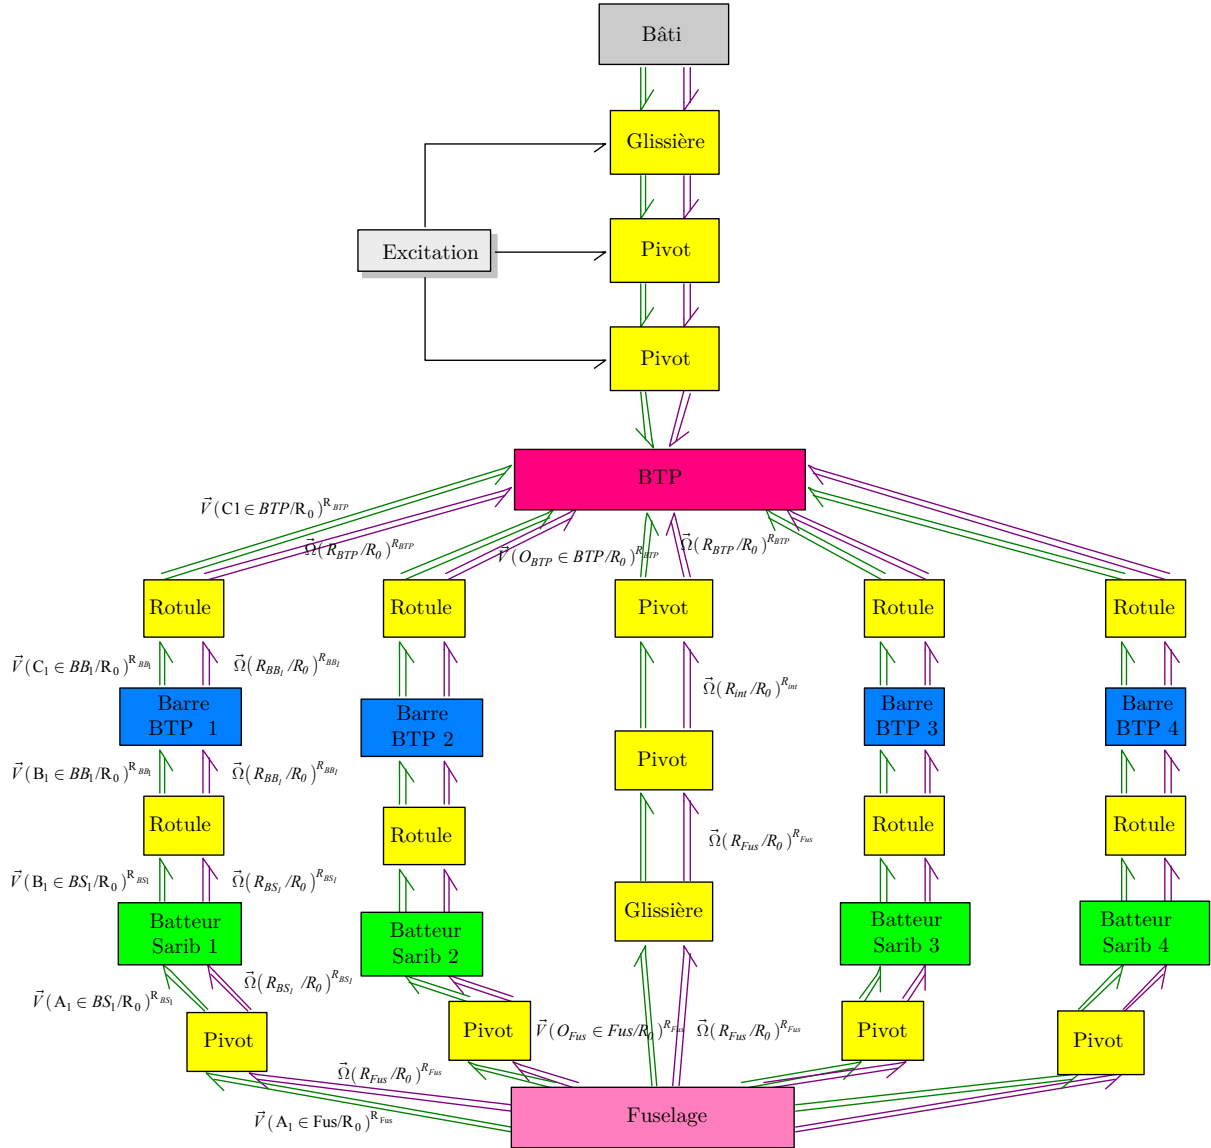 Bâti
Glissière
Excitation
Pivot
Pivot
BTP
V⃗(C1 ∈ BTP/R₀)^R_BTP
Ω⃗(R_BTP/R₀)^R_BTP
V⃗(O_BTP ∈ BTP/R₀)^R_BTP
Ω⃗(R_BTP/R₀)^R_BTP
Rotule
Rotule
Pivot
Rotule
Rotule
V⃗(C₁ ∈ BB₁/R₀)^R_BB₁
Ω⃗(R_BB₁/R₀)^R_BB₁
Ω⃗(R_int/R₀)^R_int
Barre
BTP 1
Barre
BTP 2
Barre
BTP 3
Barre
BTP 4
Pivot
V⃗(B₁ ∈ BB₁/R₀)^R_BB₁
Ω⃗(R_BB₁/R₀)^R_BB₁
Rotule
Rotule
Rotule
Rotule
Ω⃗(R_Fus/R₀)^R_Fus
V⃗(B₁ ∈ BS₁/R₀)^R_BS₁
Ω⃗(R_BS₁/R₀)^R_BS₁
Glissière
Batteur
Sarib 1
Batteur
Sarib 2
Batteur
Sarib 3
Batteur
Sarib 4
V⃗(A₁ ∈ BS₁/R₀)^R_BS₁
Ω⃗(R_BS₁/R₀)^R_BS₁
Pivot
Pivot
V⃗(O_Fus ∈ Fus/R₀)^R_Fus
Ω⃗(R_Fus/R₀)^R_Fus
Pivot
Pivot
Ω⃗(R_Fus/R₀)^R_Fus
V⃗(A₁ ∈ Fus/R₀)^R_Fus
Fuselage